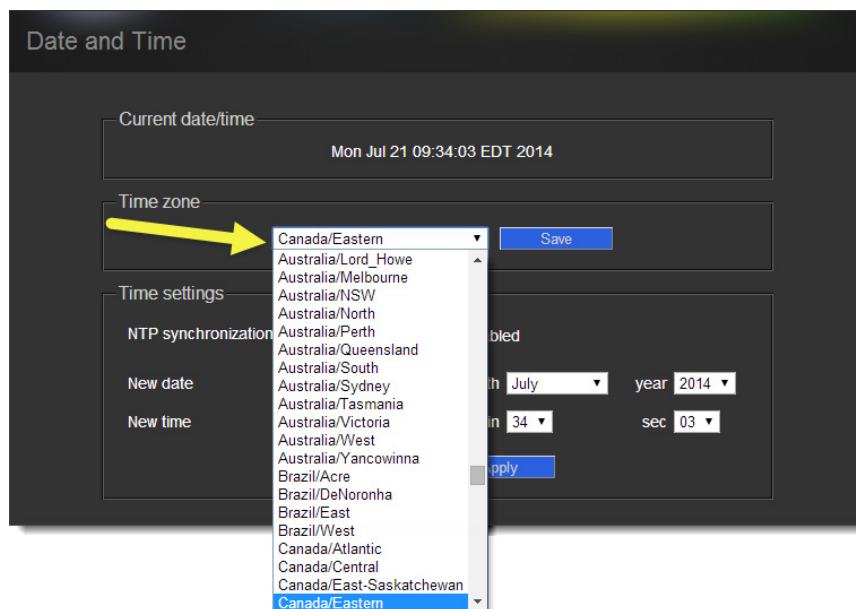 Date and Time
Current date/time
Mon Jul 21 09:34:03 EDT 2014
Time zone
Canada/Eastern Save
Australia/Lord_Howe
Australia/Melbourne
Australia/NSW
Australia/North
Australia/Perth
Australia/Queensland
Australia/South
Australia/Sydney
Australia/Tasmania
Australia/Victoria
Australia/West
Australia/Yancowinna
Brazil/Acre
Brazil/DeNoronha
Brazil/East
Brazil/West
Canada/Atlantic
Canada/Central
Canada/East-Saskatchewan
Canada/Eastern
Time settings
NTP synchronization bled
New date th July year 2014
New time in 34 sec 03
pply